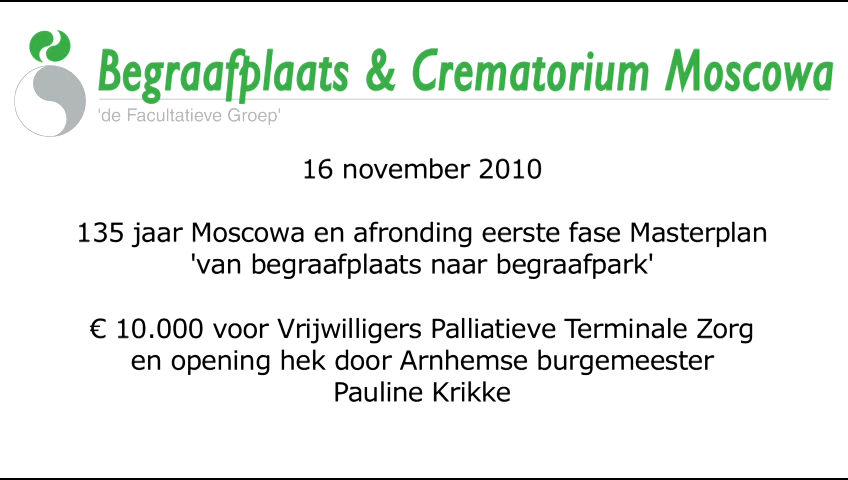 Begraafplaats & Crematorium Moscowa
'de Facultatieve Groep'
16 november 2010
135 jaar Moscowa en afronding eerste fase Masterplan
'van begraafplaats naar begraafpark'
€ 10.000 voor Vrijwilligers Palliatieve Terminale Zorg
en opening hek door Arnhemse burgemeester
Pauline Krikke